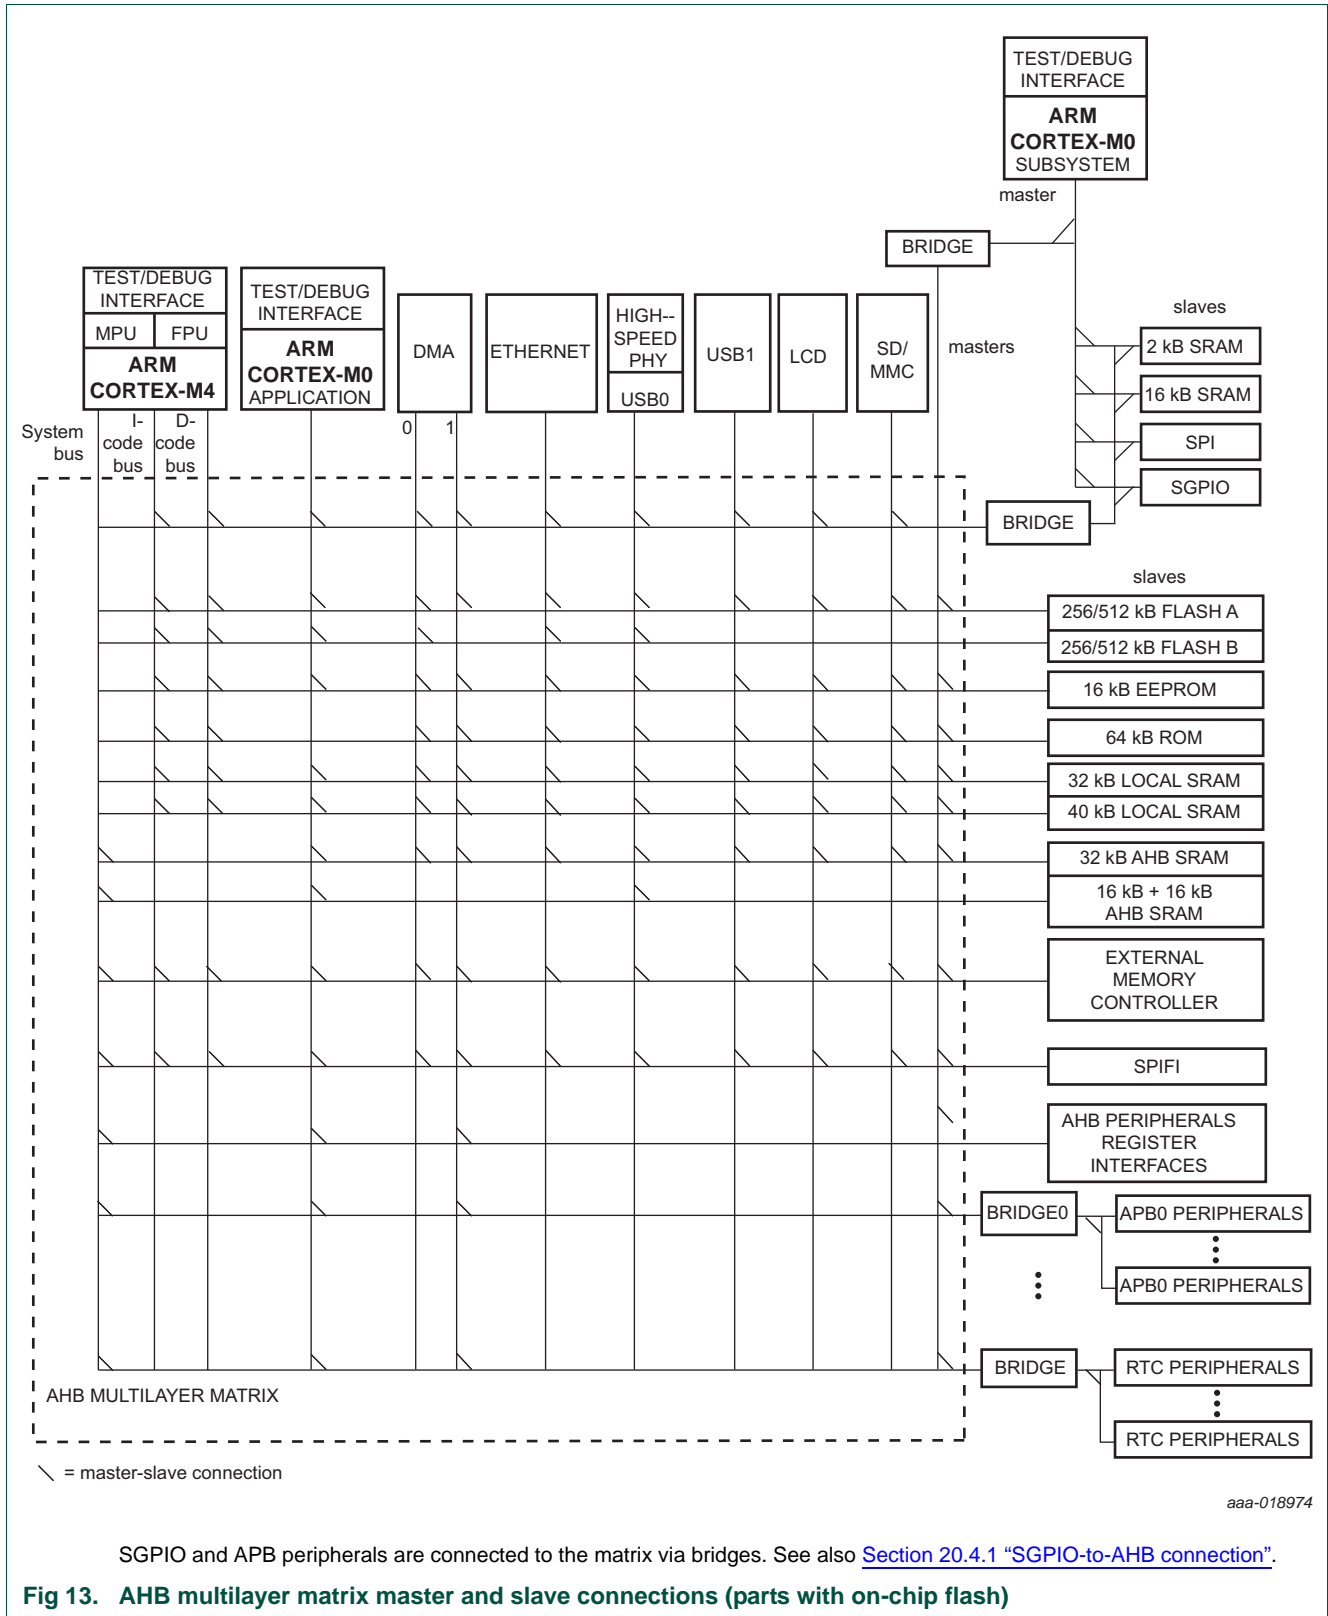 TEST/DEBUG
INTERFACE
ARM
CORTEX-M0
SUBSYSTEM
master
BRIDGE
TEST/DEBUG
INTERFACE
MPU
FPU
ARM
CORTEX-M4
TEST/DEBUG
INTERFACE
ARM
CORTEX-M0
APPLICATION
DMA
ETHERNET
HIGH--
SPEED
PHY
USB0
USB1
LCD
SD/
MMC
masters
slaves
2 kB SRAM
16 kB SRAM
SPI
SGPIO
System
bus
I-
code
bus
D-
code
bus
0
1
BRIDGE
slaves
256/512 kB FLASH A
256/512 kB FLASH B
16 kB EEPROM
64 kB ROM
32 kB LOCAL SRAM
40 kB LOCAL SRAM
32 kB AHB SRAM
16 kB + 16 kB
AHB SRAM
EXTERNAL
MEMORY
CONTROLLER
SPIFI
AHB PERIPHERALS
REGISTER
INTERFACES
BRIDGE0
APB0 PERIPHERALS
APB0 PERIPHERALS
BRIDGE
RTC PERIPHERALS
RTC PERIPHERALS
AHB MULTILAYER MATRIX
= master-slave connection
aaa-018974
SGPIO and APB peripherals are connected to the matrix via bridges. See also Section 20.4.1 “SGPIO-to-AHB connection”.
Fig 13. AHB multilayer matrix master and slave connections (parts with on-chip flash)